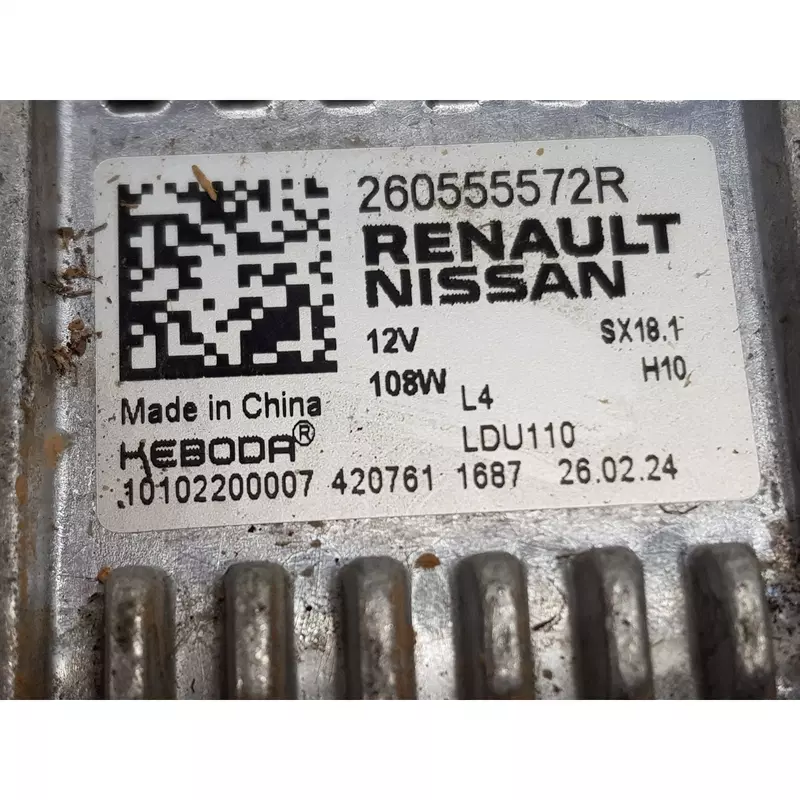 260555572R
RENAULT
NISSAN
12V SX18.1
108W H10
L4
Made in China
KEBODA® LDU110
10102200007 420761 1687 26.02.24